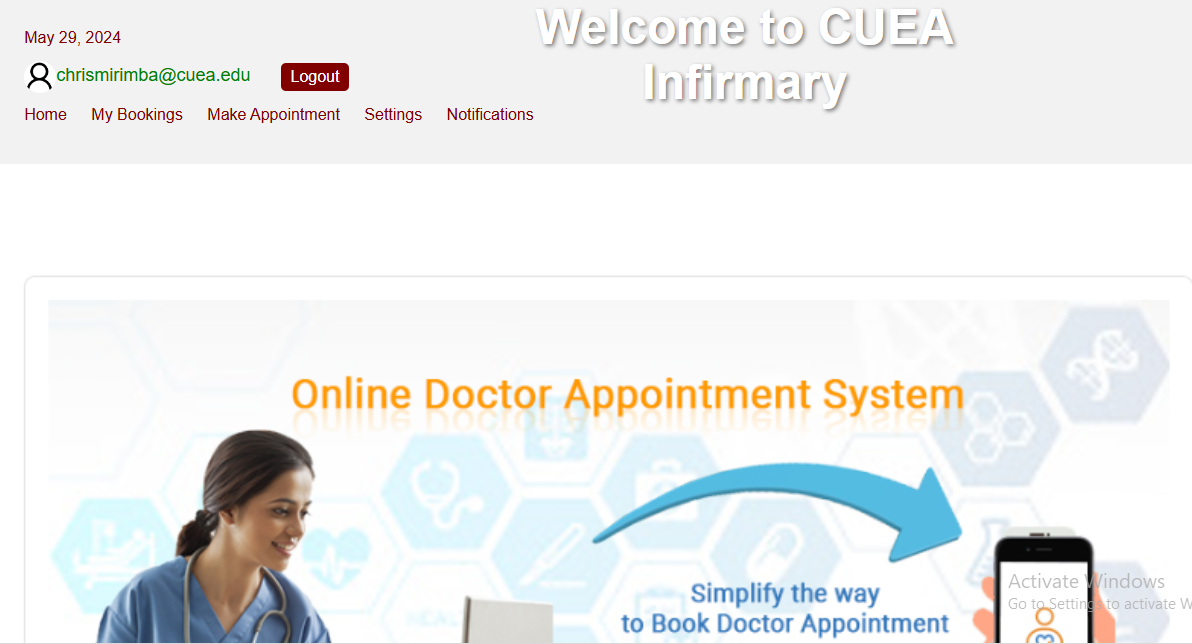 May 29, 2024
Welcome to CUEA
Infirmary
chrismirimba@cuea.edu
Logout
Home My Bookings Make Appointment Settings Notifications
Online Doctor Appointment System
Simplify the way
to Book Doctor Appointment
Activate Windows
Go to Settings to activate W